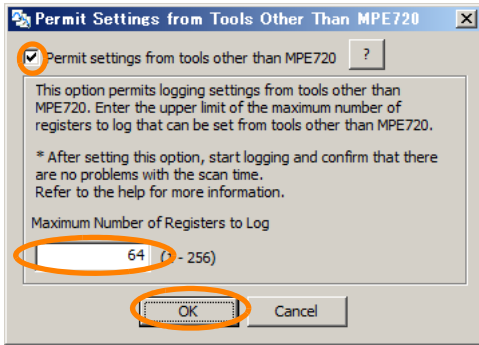 Permit Settings from Tools Other Than MPE720
Permit settings from tools other than MPE720 ?
This option permits logging settings from tools other than
MPE720. Enter the upper limit of the maximum number of
registers to log that can be set from tools other than MPE720.
* After setting this option, start logging and confirm that there
are no problems with the scan time.
Refer to the help for more information.
Maximum Number of Registers to Log
64 (1 - 256)
OK Cancel